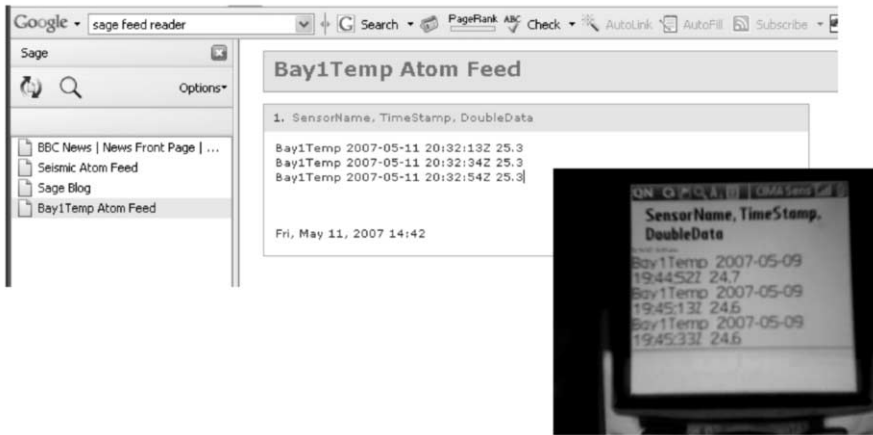 Google sage feed reader G Search PageRank ABC Check AutoLink AutoFill Subscribe
Sage
Options
BBC News | News Front Page | ...
Seismic Atom Feed
Sage Blog
Bay1Temp Atom Feed
Bay1Temp Atom Feed
1. SensorName, TimeStamp, DoubleData
Bay1Temp 2007-05-11 20:32:13Z 25.3
Bay1Temp 2007-05-11 20:32:34Z 25.3
Bay1Temp 2007-05-11 20:32:54Z 25.3
Fri, May 11, 2007 14:42
CIMA Sens
SensorName, TimeStamp,
DoubleData
Bay1Temp 2007-05-09
19:44:52Z 24.7
Bay1Temp 2007-05-09
19:45:13Z 24.6
Bay1Temp 2007-05-09
19:45:33Z 24.6